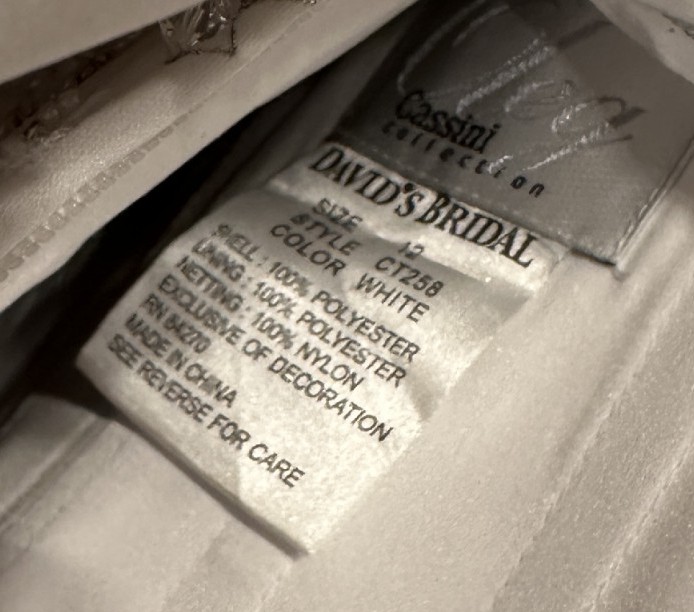 Oleg
Cassini
collection
DAVID'S BRIDAL
SIZE 12
STYLE CT258
COLOR WHITE
SHELL : 100% POLYESTER
LINING : 100% POLYESTER
NETTING : 100% NYLON
EXCLUSIVE OF DECORATION
RN 84270
MADE IN CHINA
SEE REVERSE FOR CARE